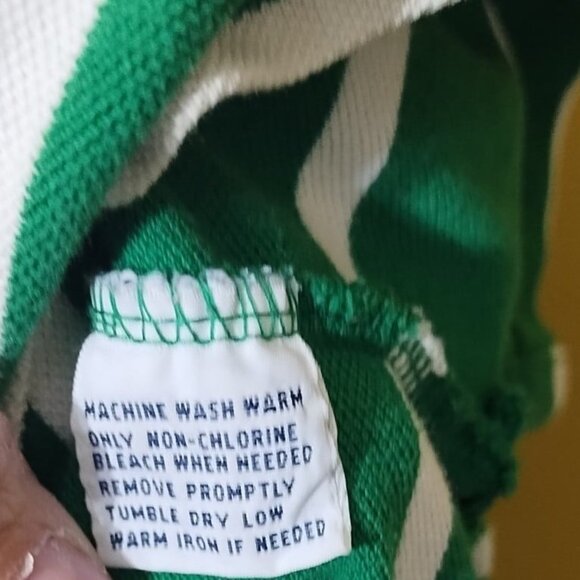 MACHINE WASH WARM
ONLY NON-CHLORINE
BLEACH WHEN NEEDED
REMOVE PROMPTLY
TUMBLE DRY LOW
WARM IRON IF NEEDED